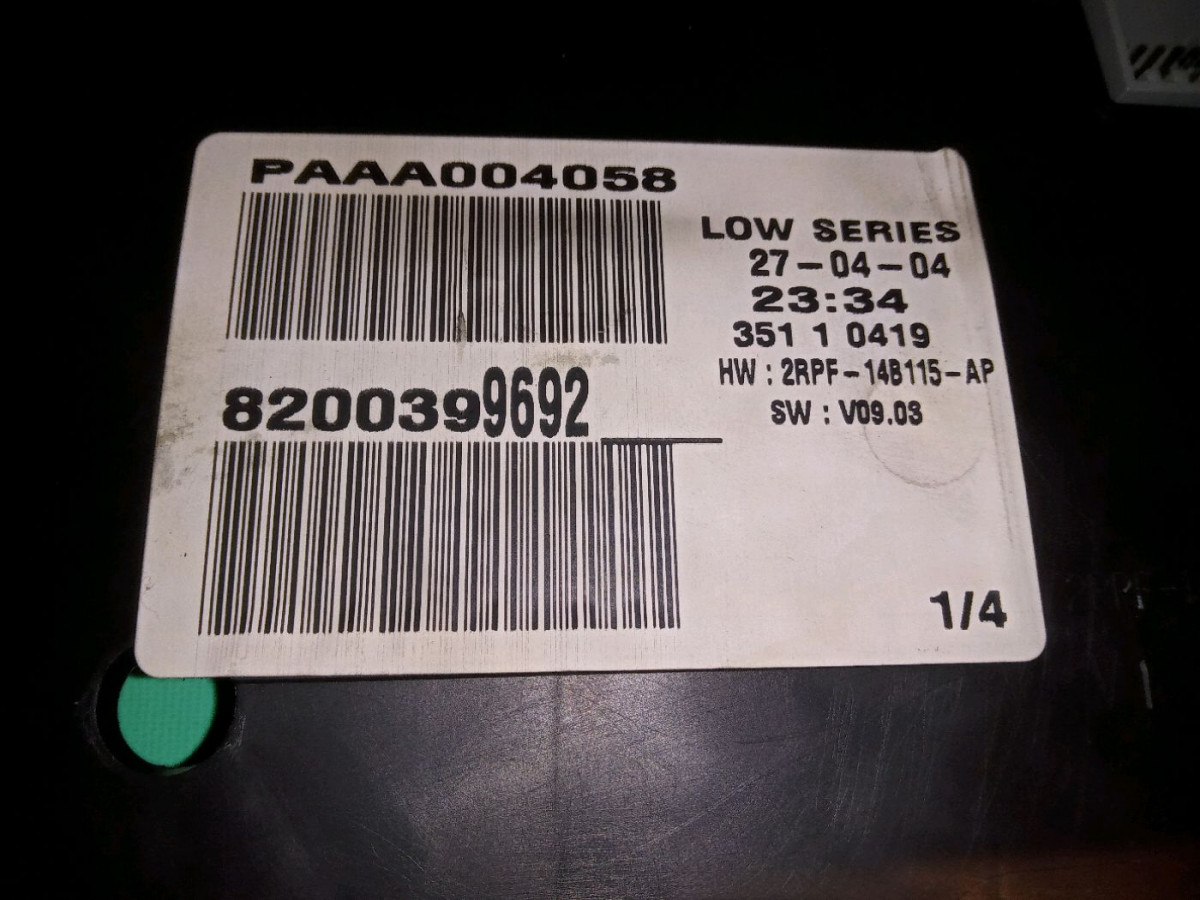 PAAA004058
8200399692
LOW SERIES
27-04-04
23:34
351 1 0419
HW : 2RPF-14B115-AP
SW : V09.03
1/4